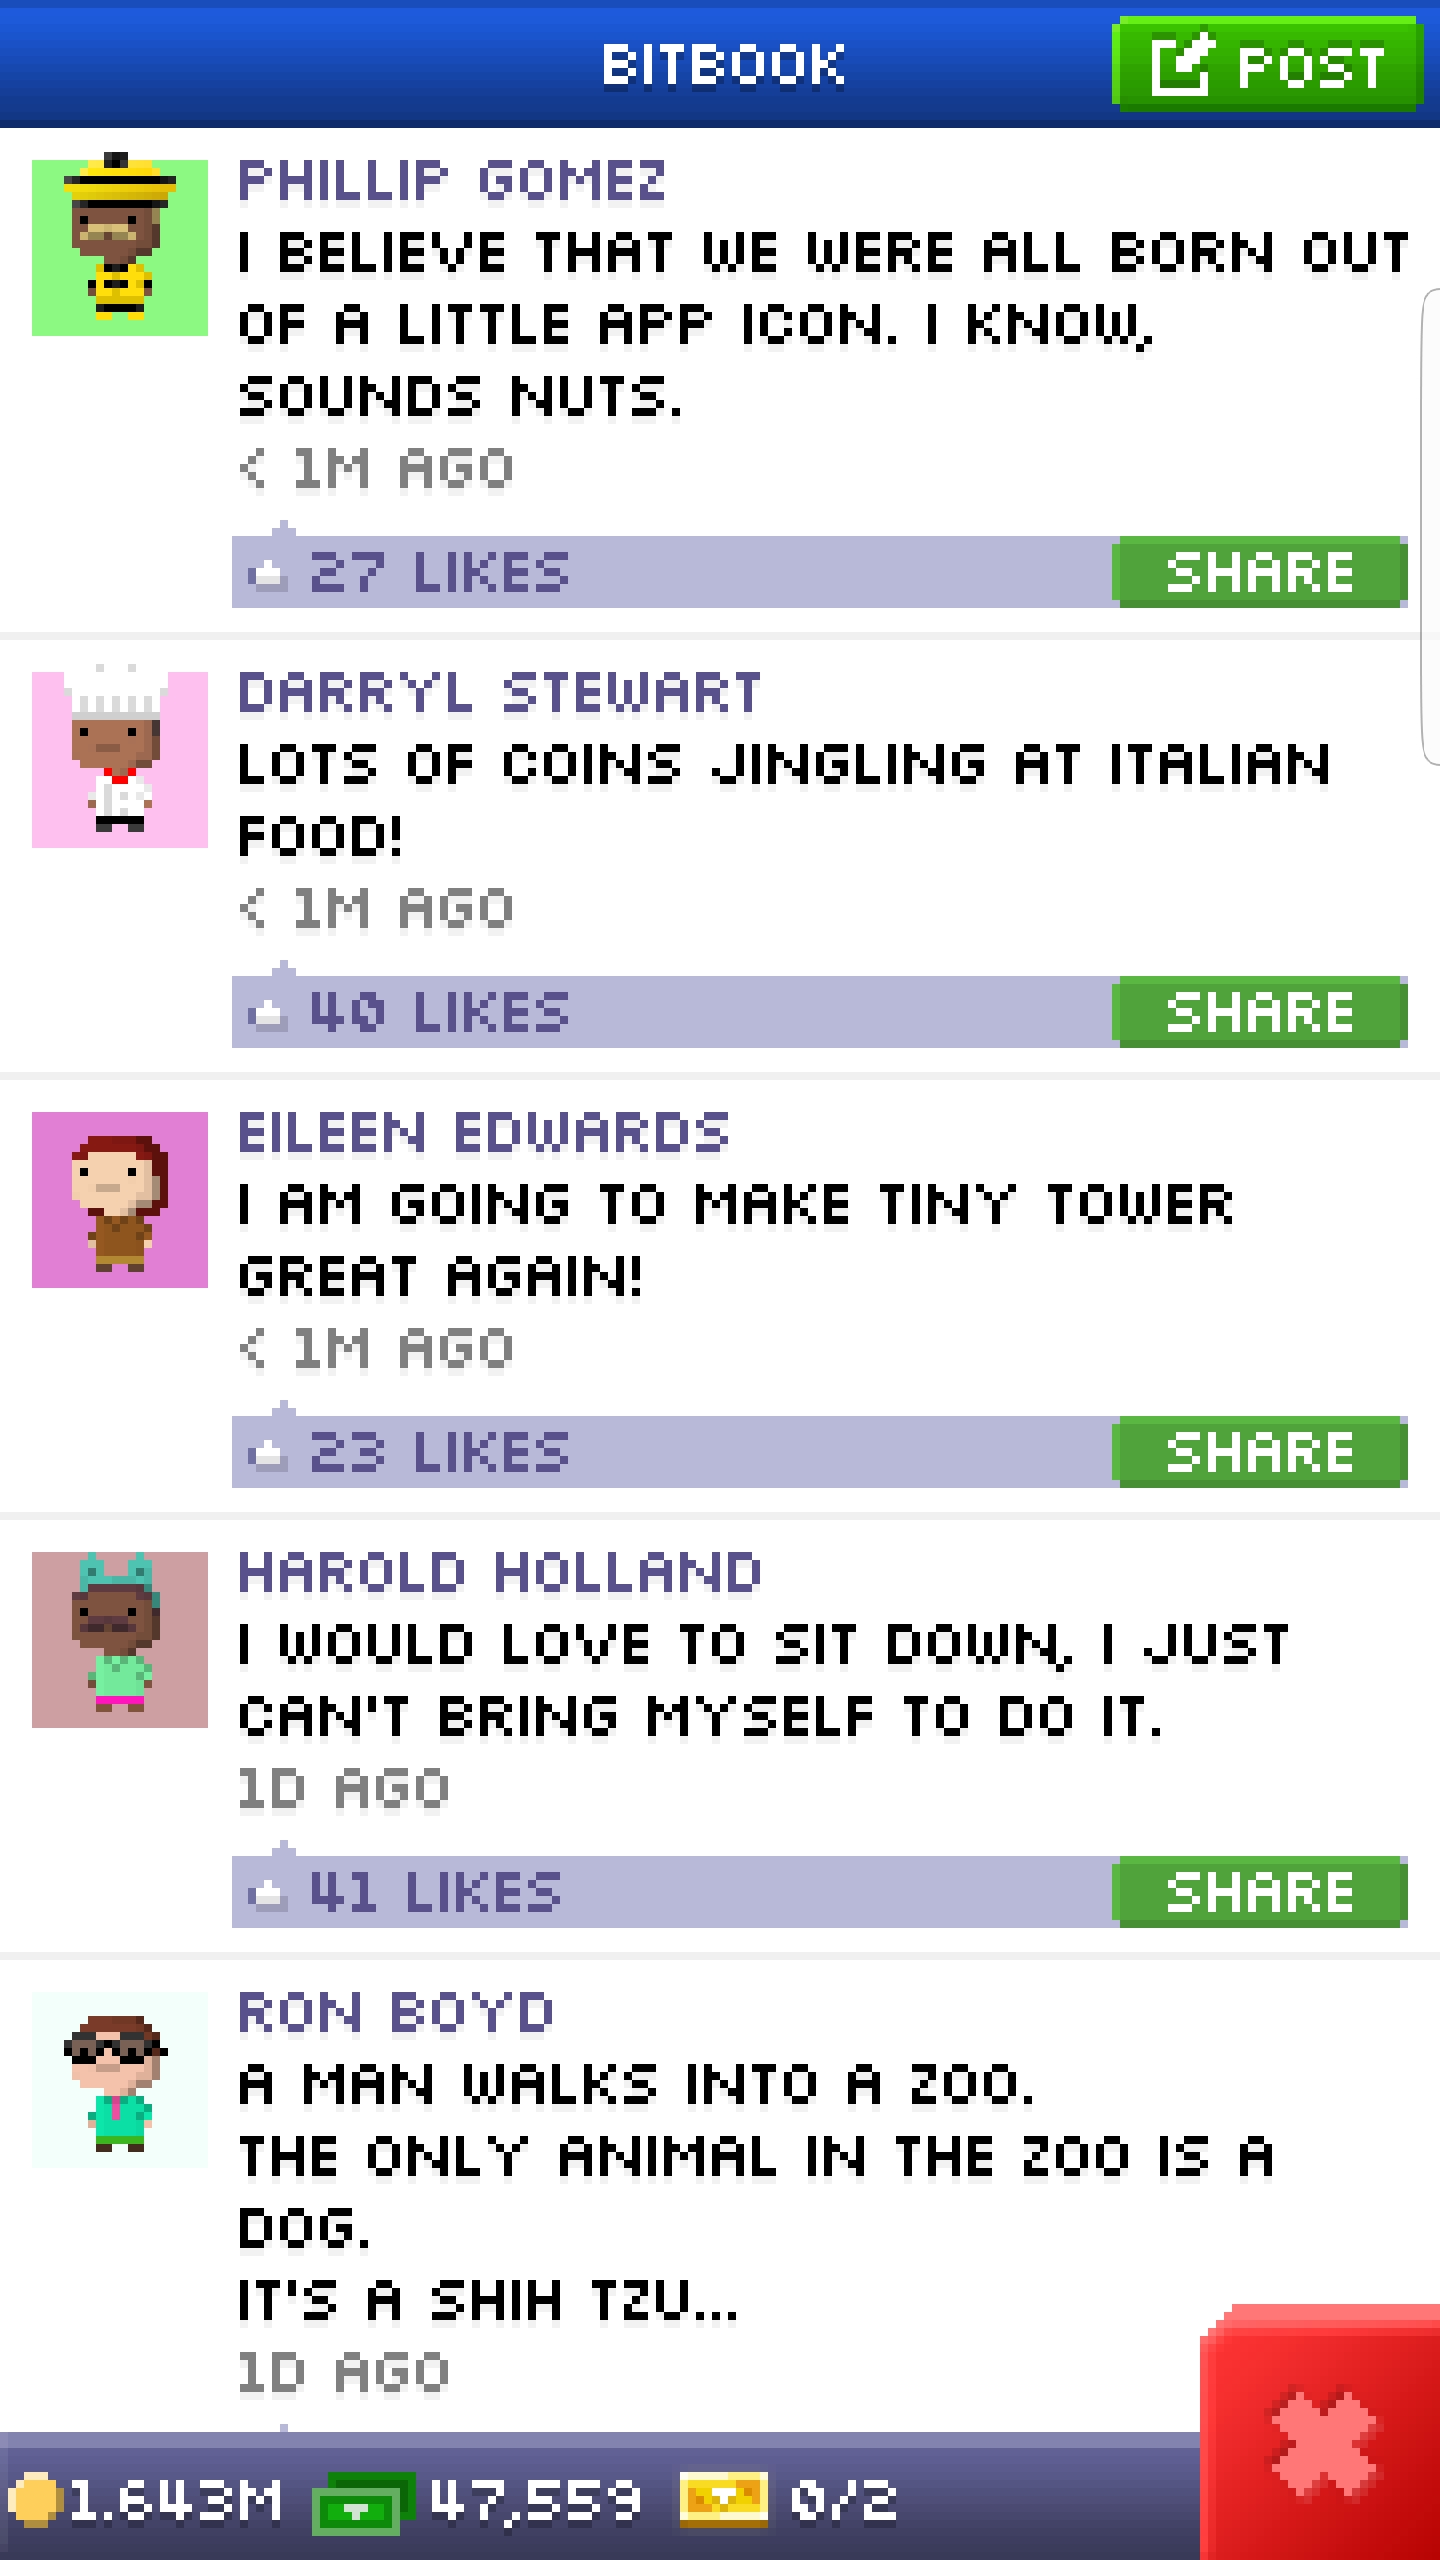 BITBOOK
POST
PHILLIP GOMEZ
I BELIEVE THAT WE WERE ALL BORN OUT
OF A LITTLE APP ICON. I KNOW,
SOUNDS NUTS.
< 1M AGO
27 LIKES
SHARE
DARRYL STEWART
LOTS OF COINS JINGLING AT ITALIAN
FOOD!
< 1M AGO
40 LIKES
SHARE
EILEEN EDWARDS
I AM GOING TO MAKE TINY TOWER
GREAT AGAIN!
< 1M AGO
23 LIKES
SHARE
HAROLD HOLLAND
I WOULD LOVE TO SIT DOWN, I JUST
CAN'T BRING MYSELF TO DO IT.
1D AGO
41 LIKES
SHARE
RON BOYD
A MAN WALKS INTO A ZOO.
THE ONLY ANIMAL IN THE ZOO IS A
DOG.
IT'S A SHIH TZU...
1D AGO
1.643M 47,559 0/2